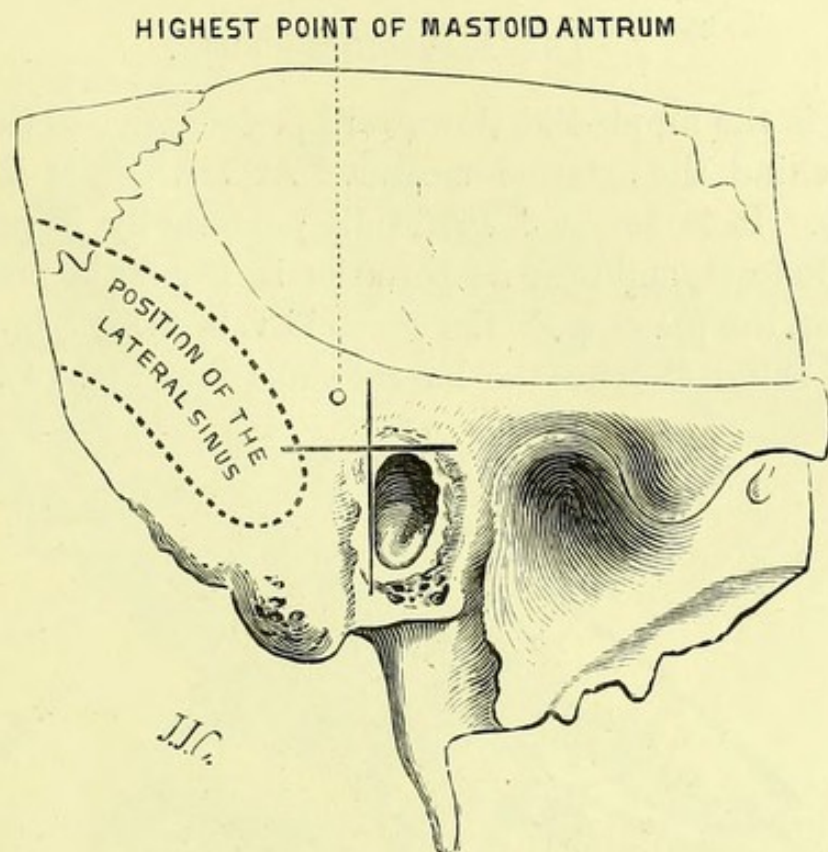 HIGHEST POINT OF MASTOID ANTRUM
POSITION OF THE
LATERAL SINUS
J.J.C.